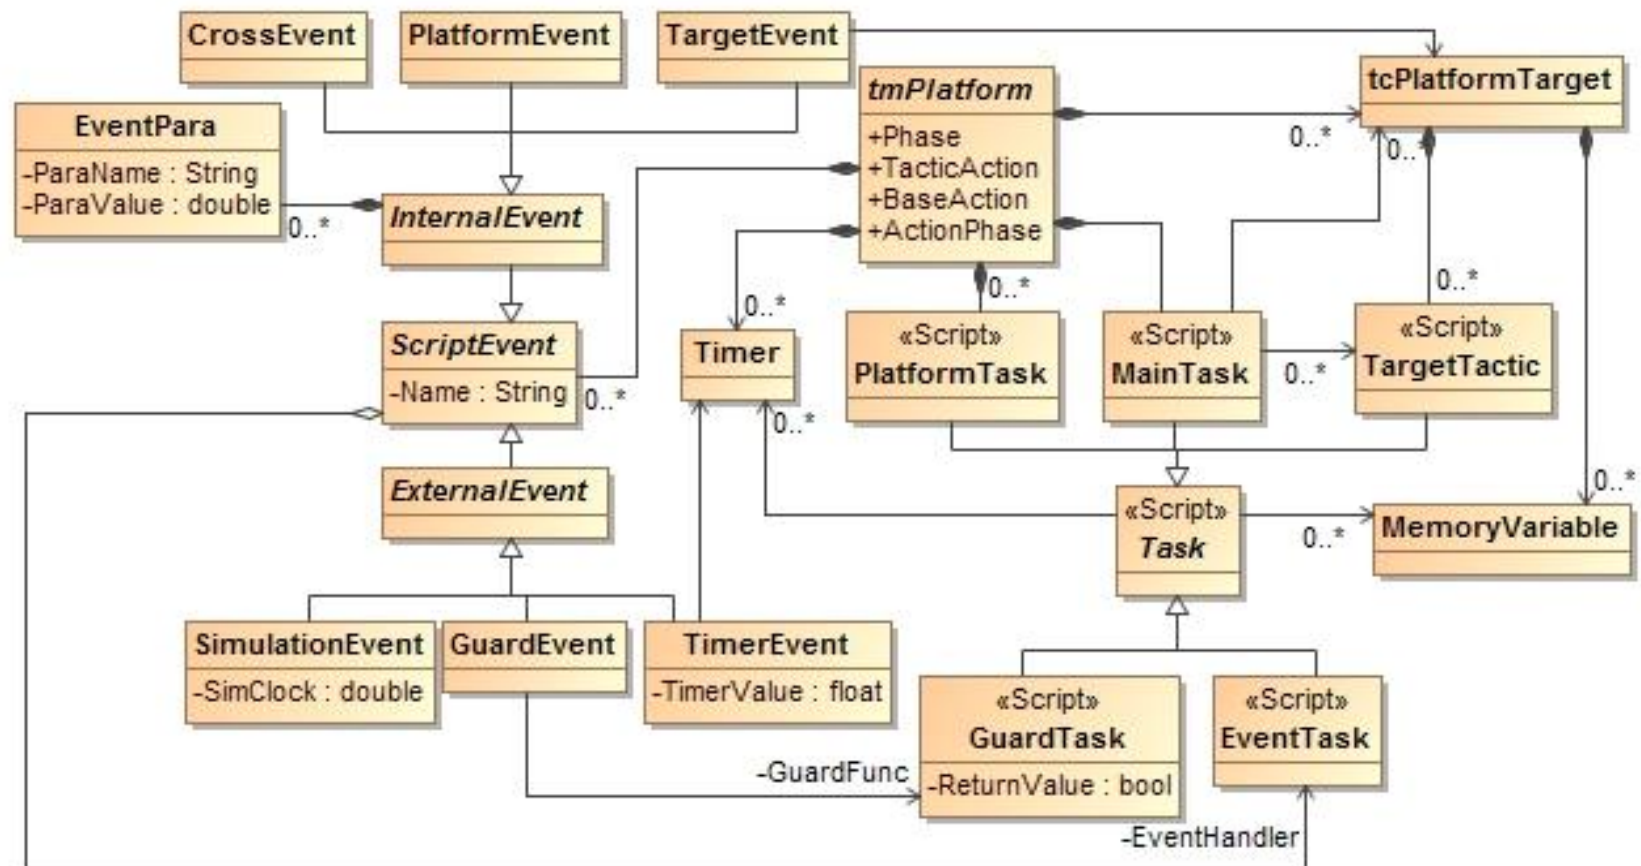 CrossEvent
PlatformEvent
TargetEvent
tcPlatformTarget
tmPlatform
+Phase
+TacticAction
+BaseAction
+ActionPhase
0..*
0..*
EventPara
-ParaName : String
-ParaValue : double
0..*
InternalEvent
ScriptEvent
-Name : String
0..*
0..*
Timer
0..*
0..*
«Script»
PlatformTask
«Script»
MainTask
0..*
0..*
«Script»
TargetTactic
ExternalEvent
«Script»
Task
0..*
0..*
MemoryVariable
SimulationEvent
-SimClock : double
GuardEvent
TimerEvent
-TimerValue : float
«Script»
GuardTask
-ReturnValue : bool
«Script»
EventTask
-GuardFunc
-EventHandler